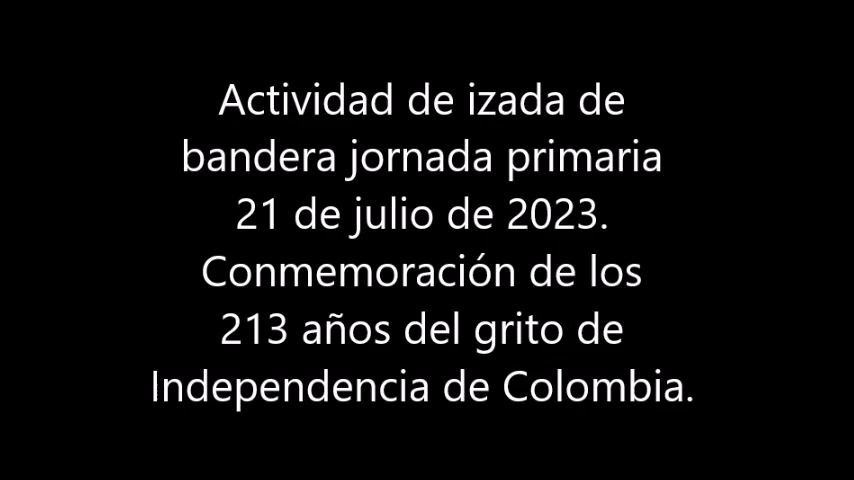 Actividad de izada de
bandera jornada primaria
21 de julio de 2023.
Conmemoración de los
213 años del grito de
Independencia de Colombia.